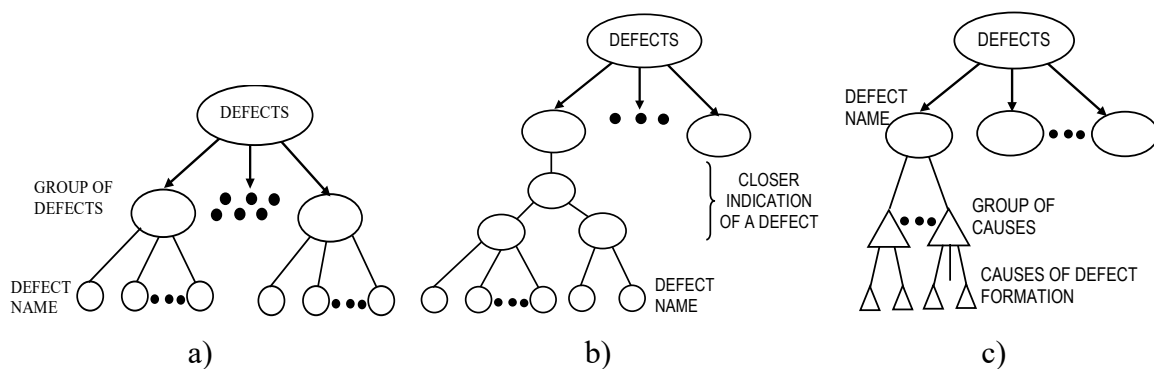 DEFECTS
GROUP OF
DEFECTS
DEFECT
NAME
a)
DEFECTS
CLOSER
INDICATION
OF A DEFECT
DEFECT
NAME
b)
DEFECTS
DEFECT
NAME
GROUP OF
CAUSES
CAUSES OF DEFECT
FORMATION
c)